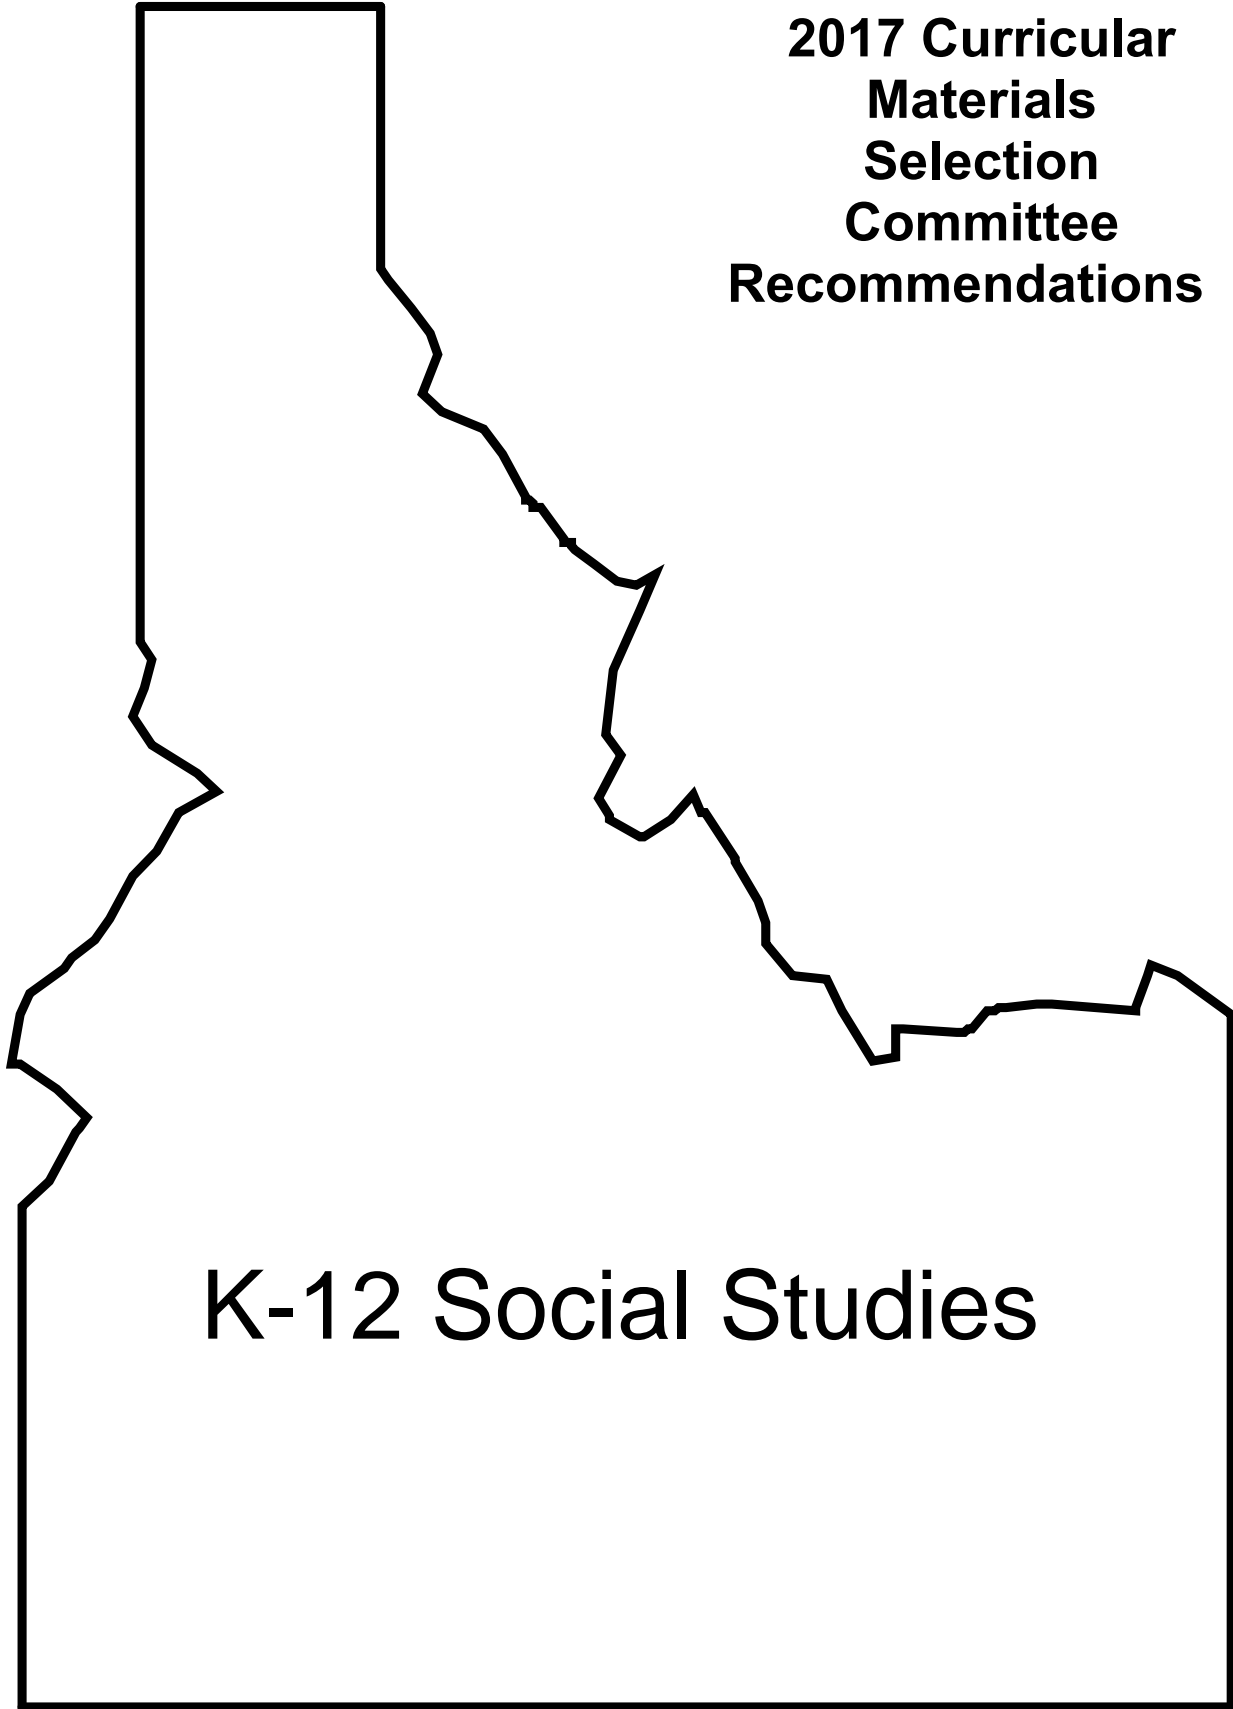 2017 Curricular
Materials
Selection
Committee
Recommendations
K-12 Social Studies